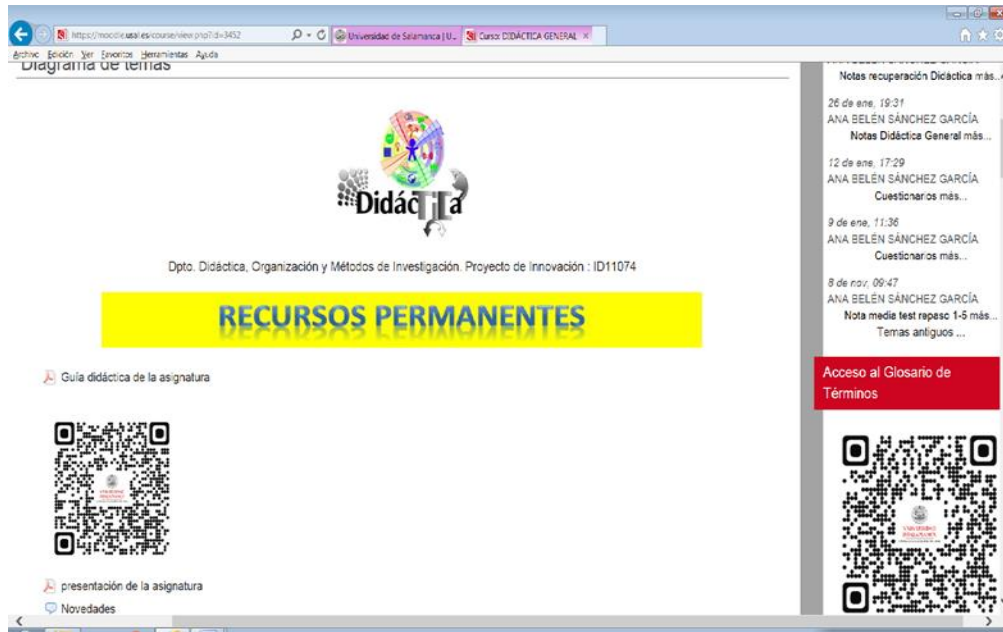 https://moodle.usal.es/course/view.php?id=3452
Universidad de Salamanca | U...
Curso: DIDÁCTICA GENERAL
Archivo Edición Ver Favoritos Herramientas Ayuda
Diagrama de temas
Didáctica
Dpto. Didáctica, Organización y Métodos de Investigación. Proyecto de Innovación : ID11074
RECURSOS PERMANENTES
Guía didáctica de la asignatura
presentación de la asignatura
Novedades
ANA BELÉN SÁNCHEZ GARCÍA
Notas recuperación Didáctica más...
26 de ene, 19:31
ANA BELÉN SÁNCHEZ GARCÍA
Notas Didáctica General más...
12 de ene, 17:29
ANA BELÉN SÁNCHEZ GARCÍA
Cuestionarios más...
9 de ene, 11:36
ANA BELÉN SÁNCHEZ GARCÍA
Cuestionarios más...
8 de nov, 09:47
ANA BELÉN SÁNCHEZ GARCÍA
Nota media test repaso 1-5 más...
Temas antiguos ...
Acceso al Glosario de
Términos